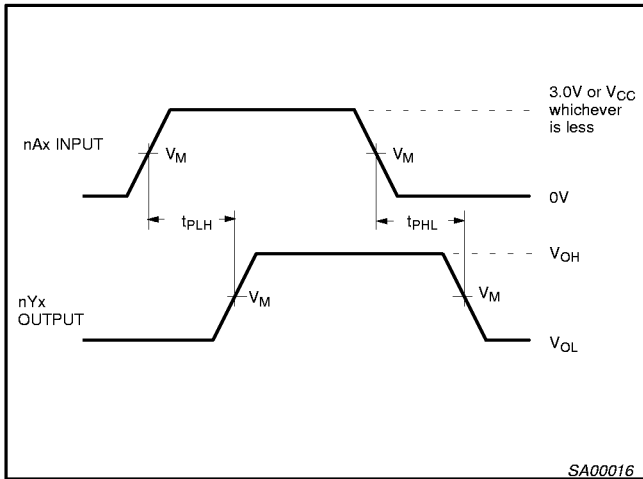 3.0V or VCC
whichever
is less
nAx INPUT
VM
VM
0V
tPLH
tPHL
VOH
nYx
OUTPUT
VM
VM
VOL
SA00016